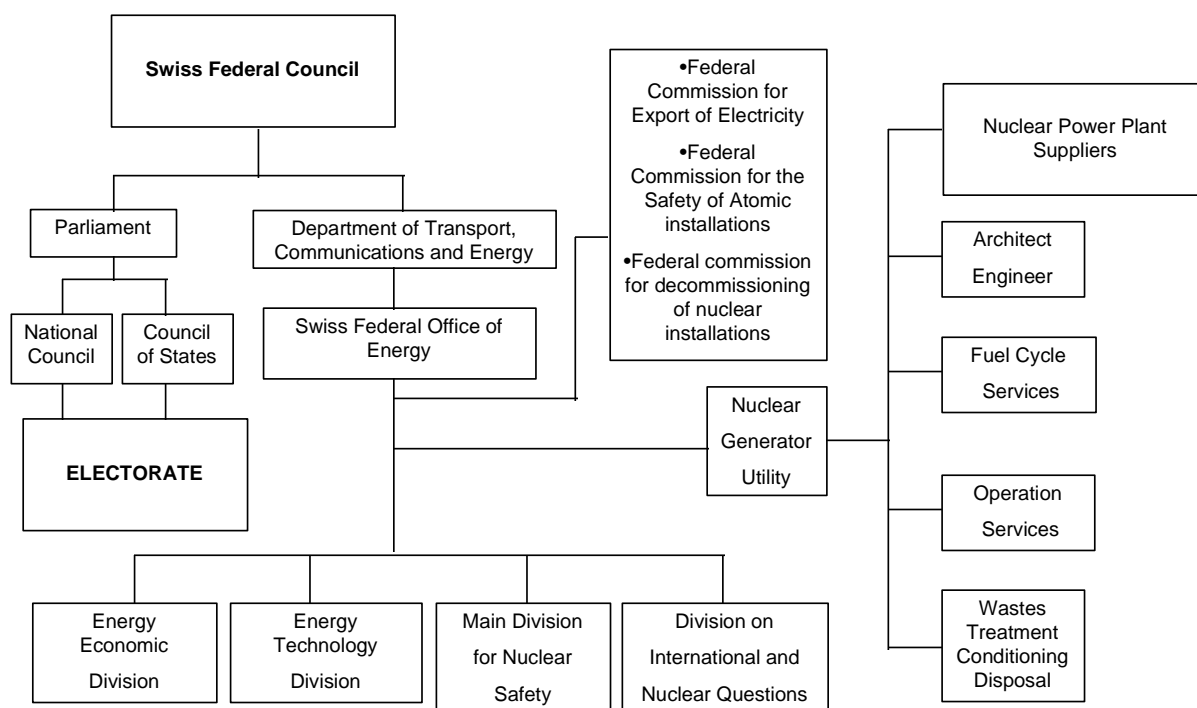 Swiss Federal Council
•Federal
Commission for
Export of Electricity
•Federal
Commission for the
Safety of Atomic
installations
•Federal commission
for decommissioning
of nuclear
installations
Nuclear Power Plant
Suppliers
Parliament
Department of Transport,
Communications and Energy
Architect
Engineer
National
Council
Council
of States
Swiss Federal Office of
Energy
Fuel Cycle
Services
Nuclear
Generator
Utility
ELECTORATE
Operation
Services
Energy
Economic
Division
Energy
Technology
Division
Main Division
for Nuclear
Safety
Division on
International and
Nuclear Questions
Wastes
Treatment
Conditioning
Disposal